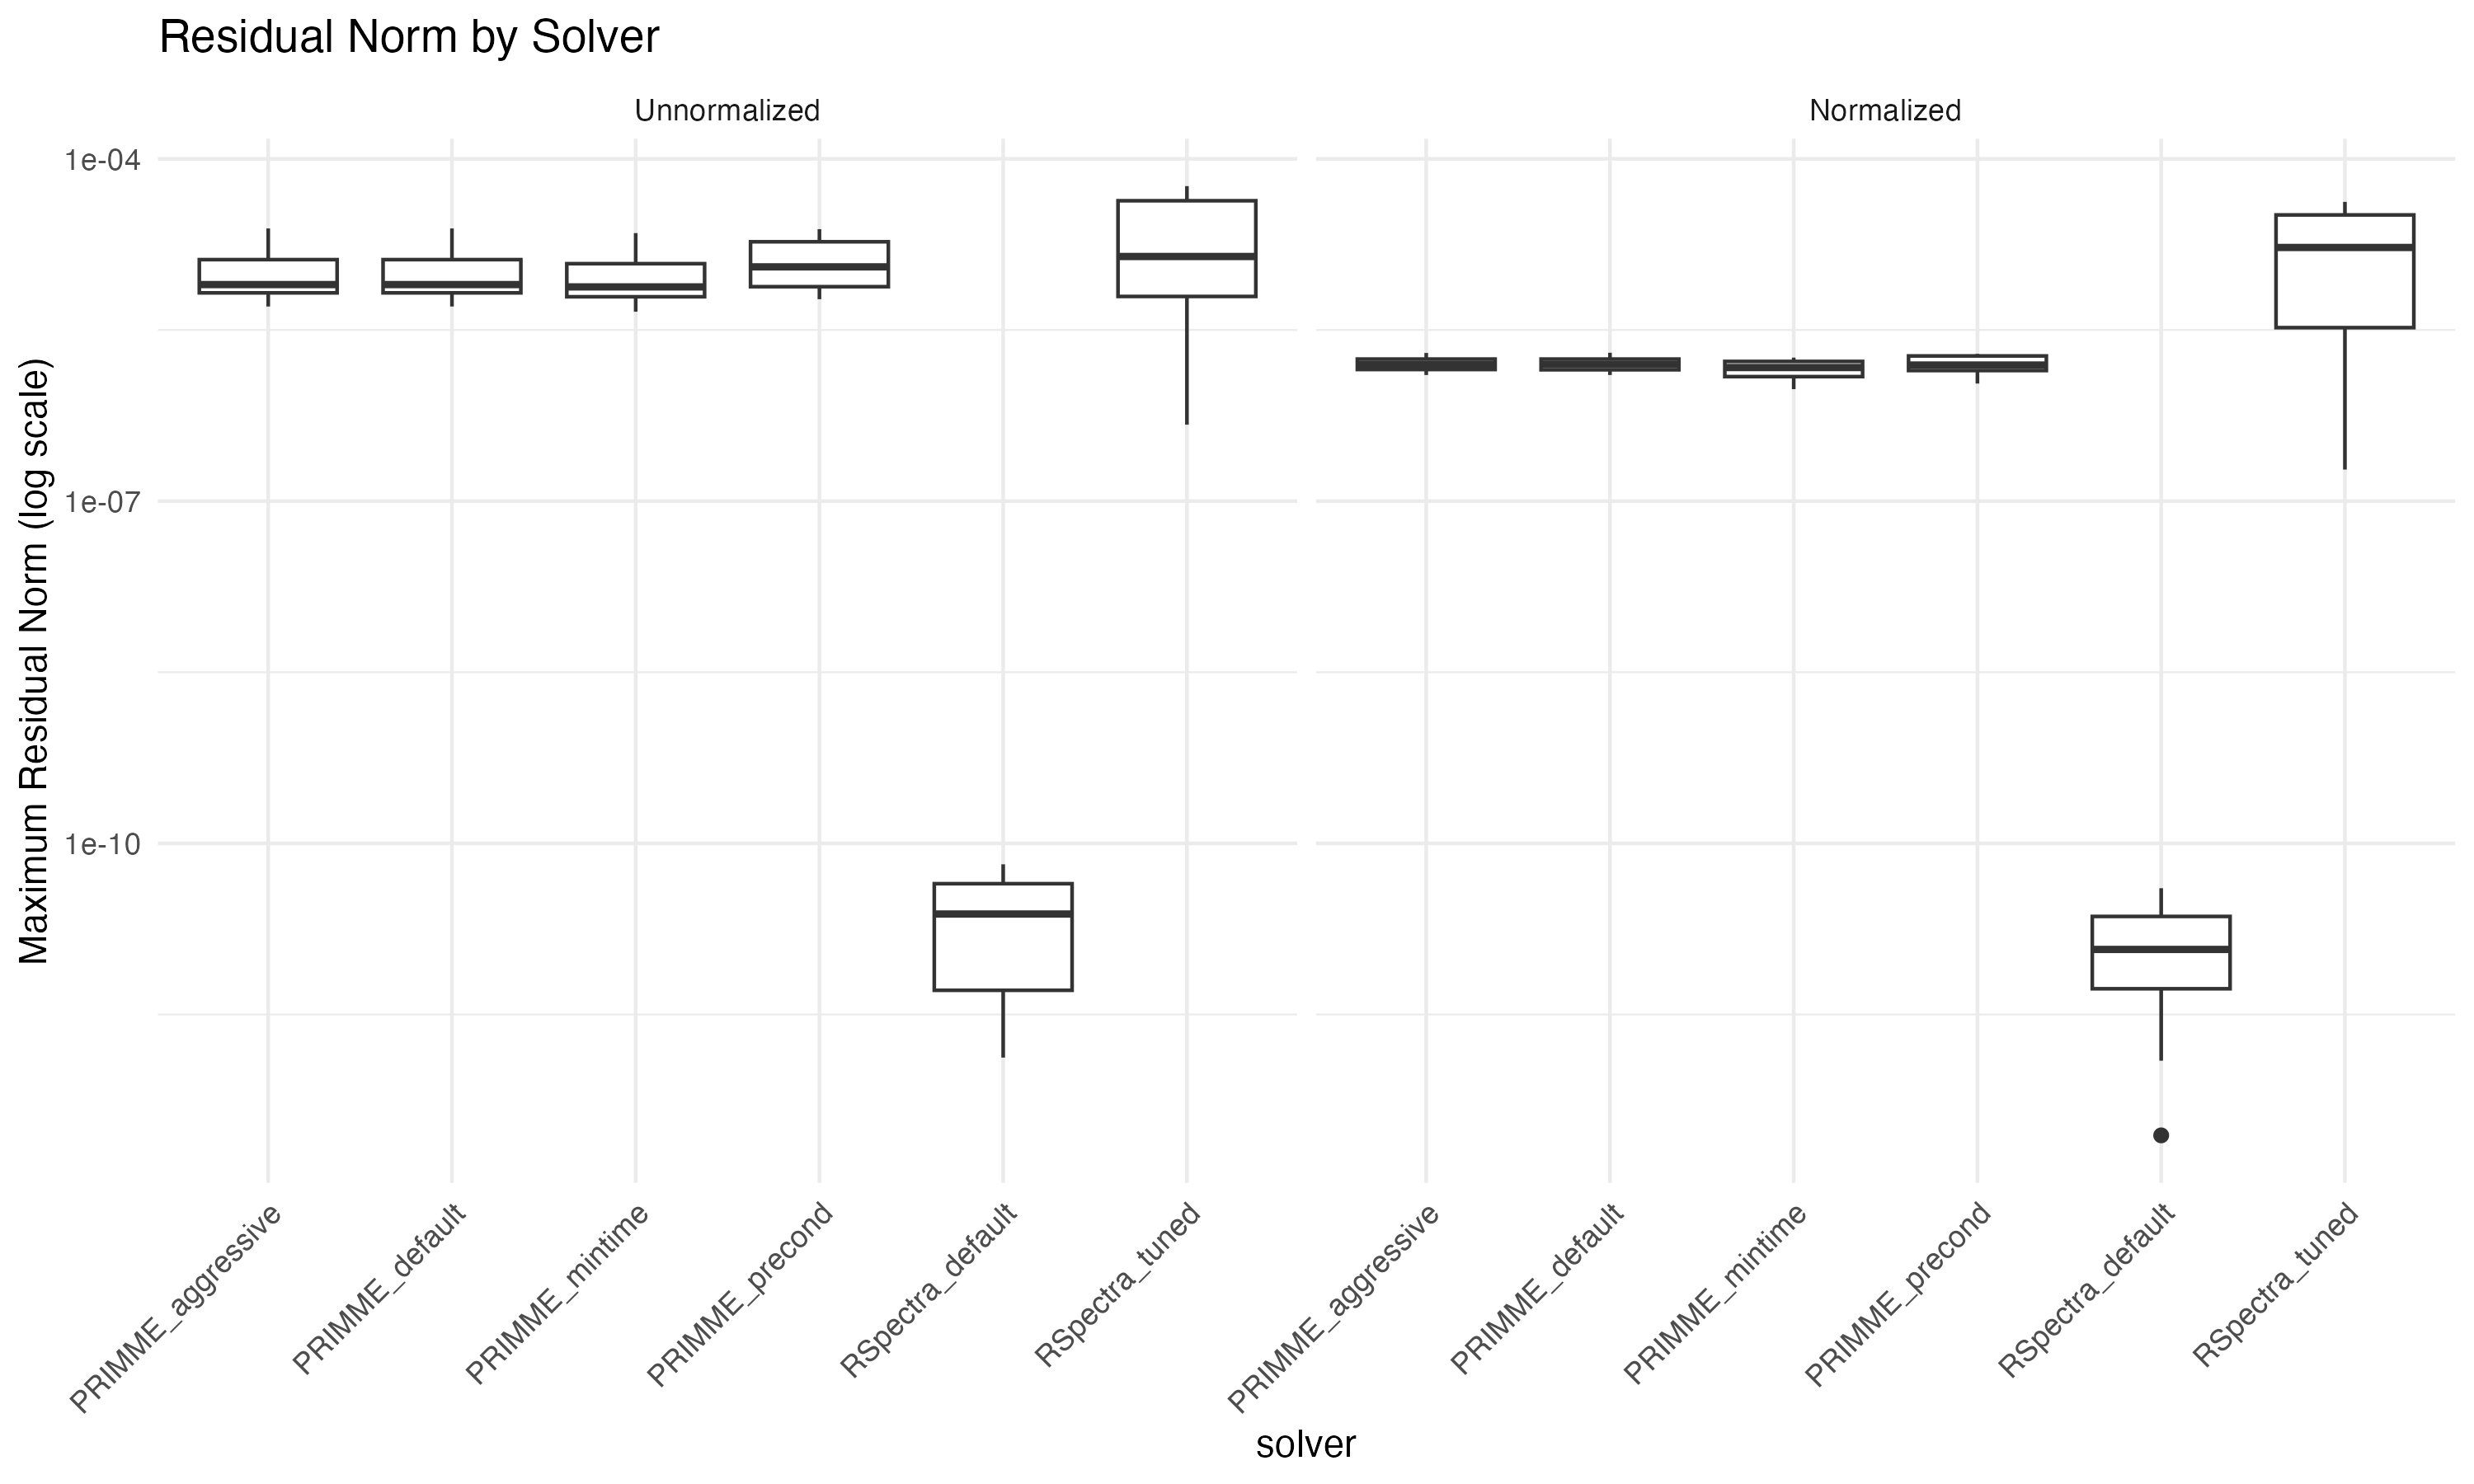 Residual Norm by Solver
Unnormalized
Normalized
Maximum Residual Norm (log scale)
1e-04
1e-07
1e-10
PRIMME_aggressive
PRIMME_default
PRIMME_mintime
PRIMME_precond
RSpectra_default
RSpectra_tuned
PRIMME_aggressive
PRIMME_default
PRIMME_mintime
PRIMME_precond
RSpectra_default
RSpectra_tuned
solver